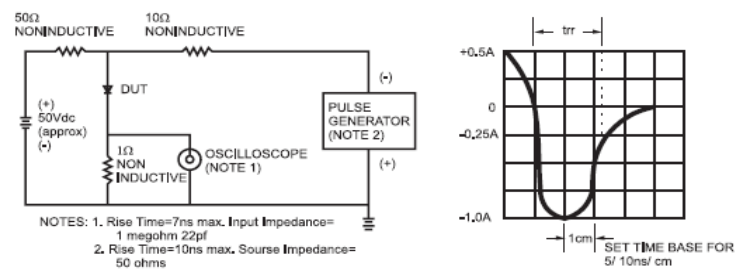 50Ω
NONINDUCTIVE
10Ω
NONINDUCTIVE
(+)
50Vdc
(approx)
(-)
DUT
1Ω
NON
INDUCTIVE
OSCILLOSCOPE
(NOTE 1)
(-)
PULSE
GENERATOR
(NOTE 2)
(+)
NOTES: 1. Rise Time=7ns max. Input Impedance=
1 megohm 22pf
2. Rise Time=10ns max. Sourse Impedance=
50 ohms
trr
+0.5A
0
-0.25A
-1.0A
1cm
SET TIME BASE FOR
5/ 10ns/ cm